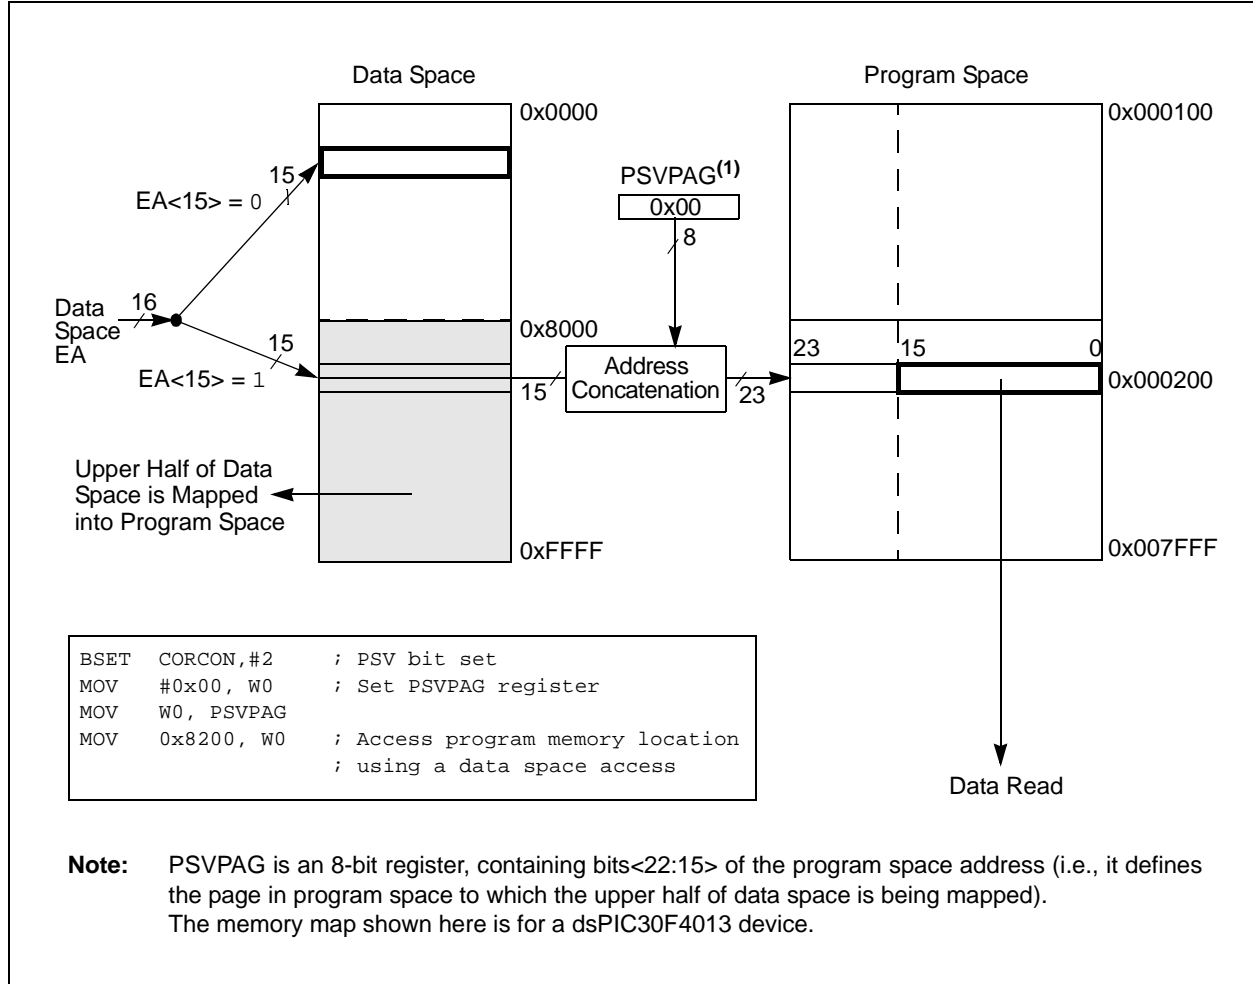 Data Space
Program Space
0x0000
0x000100
15
PSVPAG(1)
EA<15> = 0
0x00
8
16
Data
Space
EA
0x8000
15
23 15 0
Address
Concatenation
EA<15> = 1
15
23
0x000200
Upper Half of Data
Space is Mapped
into Program Space
0xFFFF
0x007FFF
BSET CORCON,#2 ; PSV bit set
MOV #0x00, W0 ; Set PSVPAG register
MOV W0, PSVPAG
MOV 0x8200, W0 ; Access program memory location
; using a data space access
Data Read
Note: PSVPAG is an 8-bit register, containing bits<22:15> of the program space address (i.e., it defines
the page in program space to which the upper half of data space is being mapped).
The memory map shown here is for a dsPIC30F4013 device.